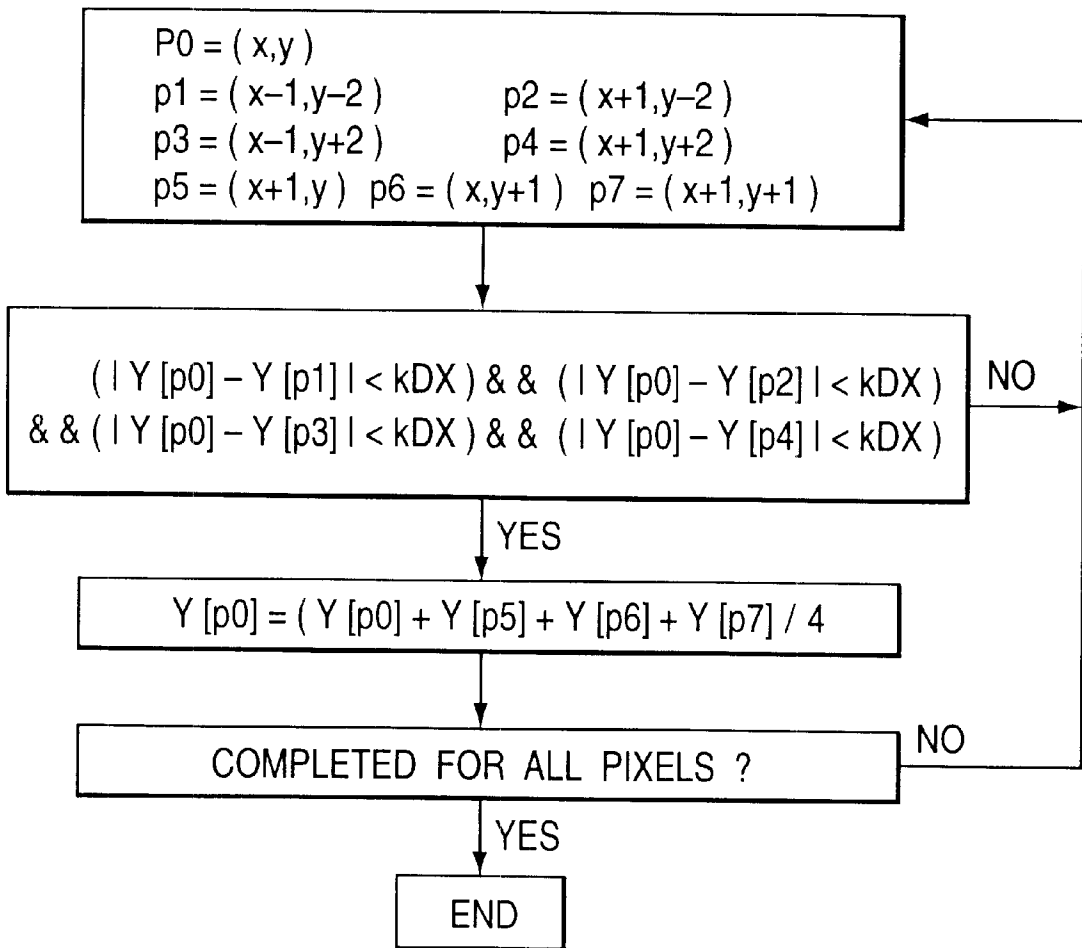 P0 = ( x,y )
p1 = ( x–1,y–2 ) p2 = ( x+1,y–2 )
p3 = ( x–1,y+2 ) p4 = ( x+1,y+2 )
p5 = ( x+1,y ) p6 = ( x,y+1 ) p7 = ( x+1,y+1 )
( | Y [p0] – Y [p1] | < kDX ) & & ( | Y [p0] – Y [p2] | < kDX )
& & ( | Y [p0] – Y [p3] | < kDX ) & & ( | Y [p0] – Y [p4] | < kDX )
NO
YES
Y [p0] = ( Y [p0] + Y [p5] + Y [p6] + Y [p7] / 4
COMPLETED FOR ALL PIXELS ?
NO
YES
END